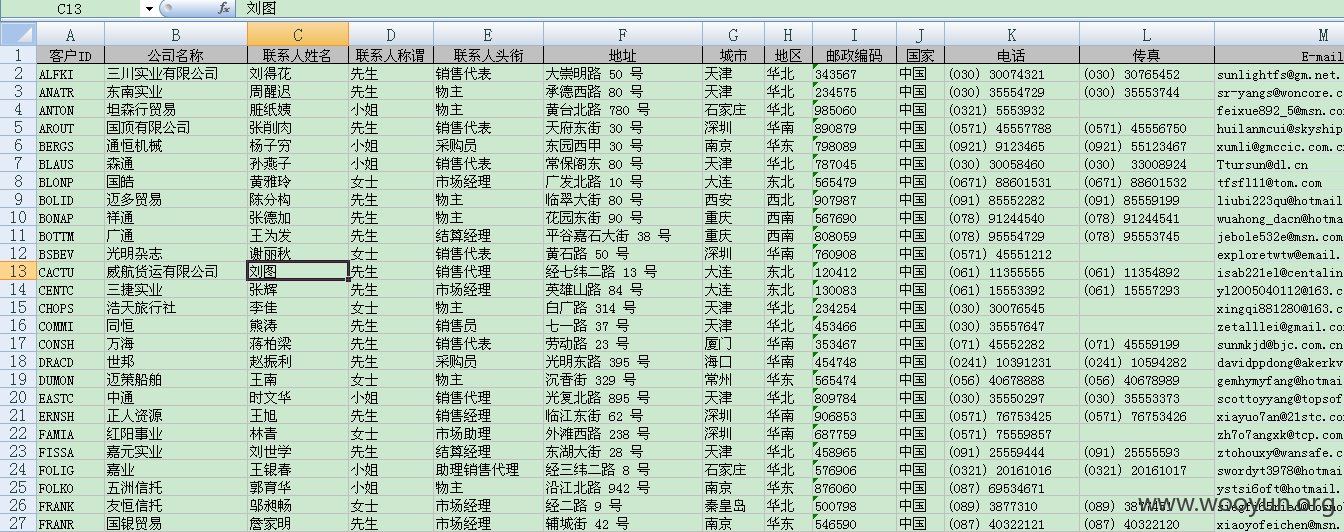 C13 fx 刘图
A B C D E F G H I J K L M
1 客户ID 公司名称 联系人姓名 联系人称谓 联系人头衔 地址 城市 地区 邮政编码 国家 电话 传真 E-mai
2 ALFKI 三川实业有限公司 刘得花 先生 销售代表 大崇明路 50 号 天津 华北 343567 中国 (030) 30074321 (030) 30765452 sunlightfs@gm.net.
3 ANATR 东南实业 周醒迟 先生 物主 承德西路 80 号 天津 华北 234575 中国 (030) 35554729 (030) 35553744 sr-yangs@woncore.c
4 ANTON 坦森行贸易 脏纸姨 小姐 物主 黄台北路 780 号 石家庄 华北 985060 中国 (0321) 5553932 feixue892_5@msn.co
5 AROUT 国顶有限公司 张削肉 先生 销售代表 天府东街 30 号 深圳 华南 890879 中国 (0571) 45557788 (0571) 45556750 huilanmcui@skyship
6 BERGS 通恒机械 杨子穷 小姐 采购员 东园西甲 30 号 南京 华东 798089 中国 (0921) 9123465 (0921) 55123467 xumli@gmccic.com.c
7 BLAUS 森通 孙燕子 小姐 销售代表 常保阁东 80 号 天津 华北 787045 中国 (030) 30058460 (030) 33008924 Ttursun@dl.cn
8 BLONP 国皓 黄雅玲 女士 市场经理 广发北路 10 号 大连 东北 565479 中国 (0671) 88601531 (0671) 88601532 tfsfl11@tom.com
9 BOLID 迈多贸易 陈分构 先生 物主 临翠大街 80 号 西安 西北 907987 中国 (091) 85552282 (091) 85559199 liubi223qu@hotmail
10 BONAP 祥通 张德加 先生 物主 花园东街 90 号 重庆 西南 567690 中国 (078) 91244540 (078) 91244541 wuahong_dacn@hotma
11 BOTTM 广通 王为发 先生 结算经理 平谷嘉石大街 38 号 重庆 西南 808059 中国 (078) 95554729 (078) 95553745 jebole532e@msn.com
12 BSBEV 光明杂志 谢丽秋 女士 销售代表 黄石路 50 号 深圳 华南 760908 中国 (0571) 45551212 exploretwtw@email.
13 CACTU 威航货运有限公司 刘图 先生 销售代理 经七纬二路 13 号 大连 东北 120412 中国 (061) 11355555 (061) 11354892 isab221el@centalin
14 CENTC 三捷实业 张辉 先生 市场经理 英雄山路 84 号 大连 东北 130083 中国 (061) 15553392 (061) 15557293 yl2005040112@163.c
15 CHOPS 浩天旅行社 李佳 女士 物主 白广路 314 号 天津 华北 234254 中国 (030) 30076545 xingqi881280@163.c
16 COMMI 同恒 熊涛 先生 销售员 七一路 37 号 天津 华北 453466 中国 (030) 35557647 zetalllei@gmail.co
17 CONSH 万海 蒋柏梁 先生 销售代表 劳动路 23 号 厦门 华南 353467 中国 (071) 45552282 (071) 45559199 sunmkjd@bjc.com.cn
18 DRACD 世邦 赵振利 先生 采购员 光明东路 395 号 海口 华南 454748 中国 (0241) 10391231 (0241) 10594282 davidppdong@akerkv
19 DUMON 迈策船舶 王南 女士 物主 沉香街 329 号 常州 华东 565474 中国 (056) 40678888 (056) 40678989 gemhymyfang@hotmai
20 EASTC 中通 时文华 小姐 销售代理 光复北路 895 号 天津 华北 809784 中国 (030) 35550297 (030) 35553373 scottoyyang@topsof
21 ERNSH 正人资源 王旭 先生 销售经理 临江东街 62 号 深圳 华南 906853 中国 (0571) 76753425 (0571) 76753426 xiayuo7an@21stc.co
22 FAMIA 红阳事业 林青 女士 市场助理 外滩西路 238 号 深圳 华南 687759 中国 (0571) 75559857 zh7o7angxk@tcp.com
23 FISSA 嘉元实业 刘世学 先生 结算经理 东湖大街 28 号 天津 华北 458965 中国 (091) 25559444 (091) 25555593 ztohouxy@wansafe.c
24 FOLIG 嘉业 王银春 小姐 助理销售代理 经三纬二路 8 号 石家庄 华北 576906 中国 (0321) 20161016 (0321) 20161017 swordyt3978@hotmai
25 FOLKO 五洲信托 郭育华 小姐 物主 沿江北路 942 号 南京 华东 876060 中国 (087) 69534671 ystsi6oft@hotmail.
26 FRANK 友恒信托 邬昶畅 女士 结算经理 经二路 9 号 秦皇岛 华北 500798 中国 (089) 3877310 (089)
27 FRANR 国银贸易 詹家明 先生 市场经理 辅城街 42 号 南京 华东 546590 中国 (087) 40322121 (087) 40322120 xiaoyofeichen@msn.
www.wooyun.org